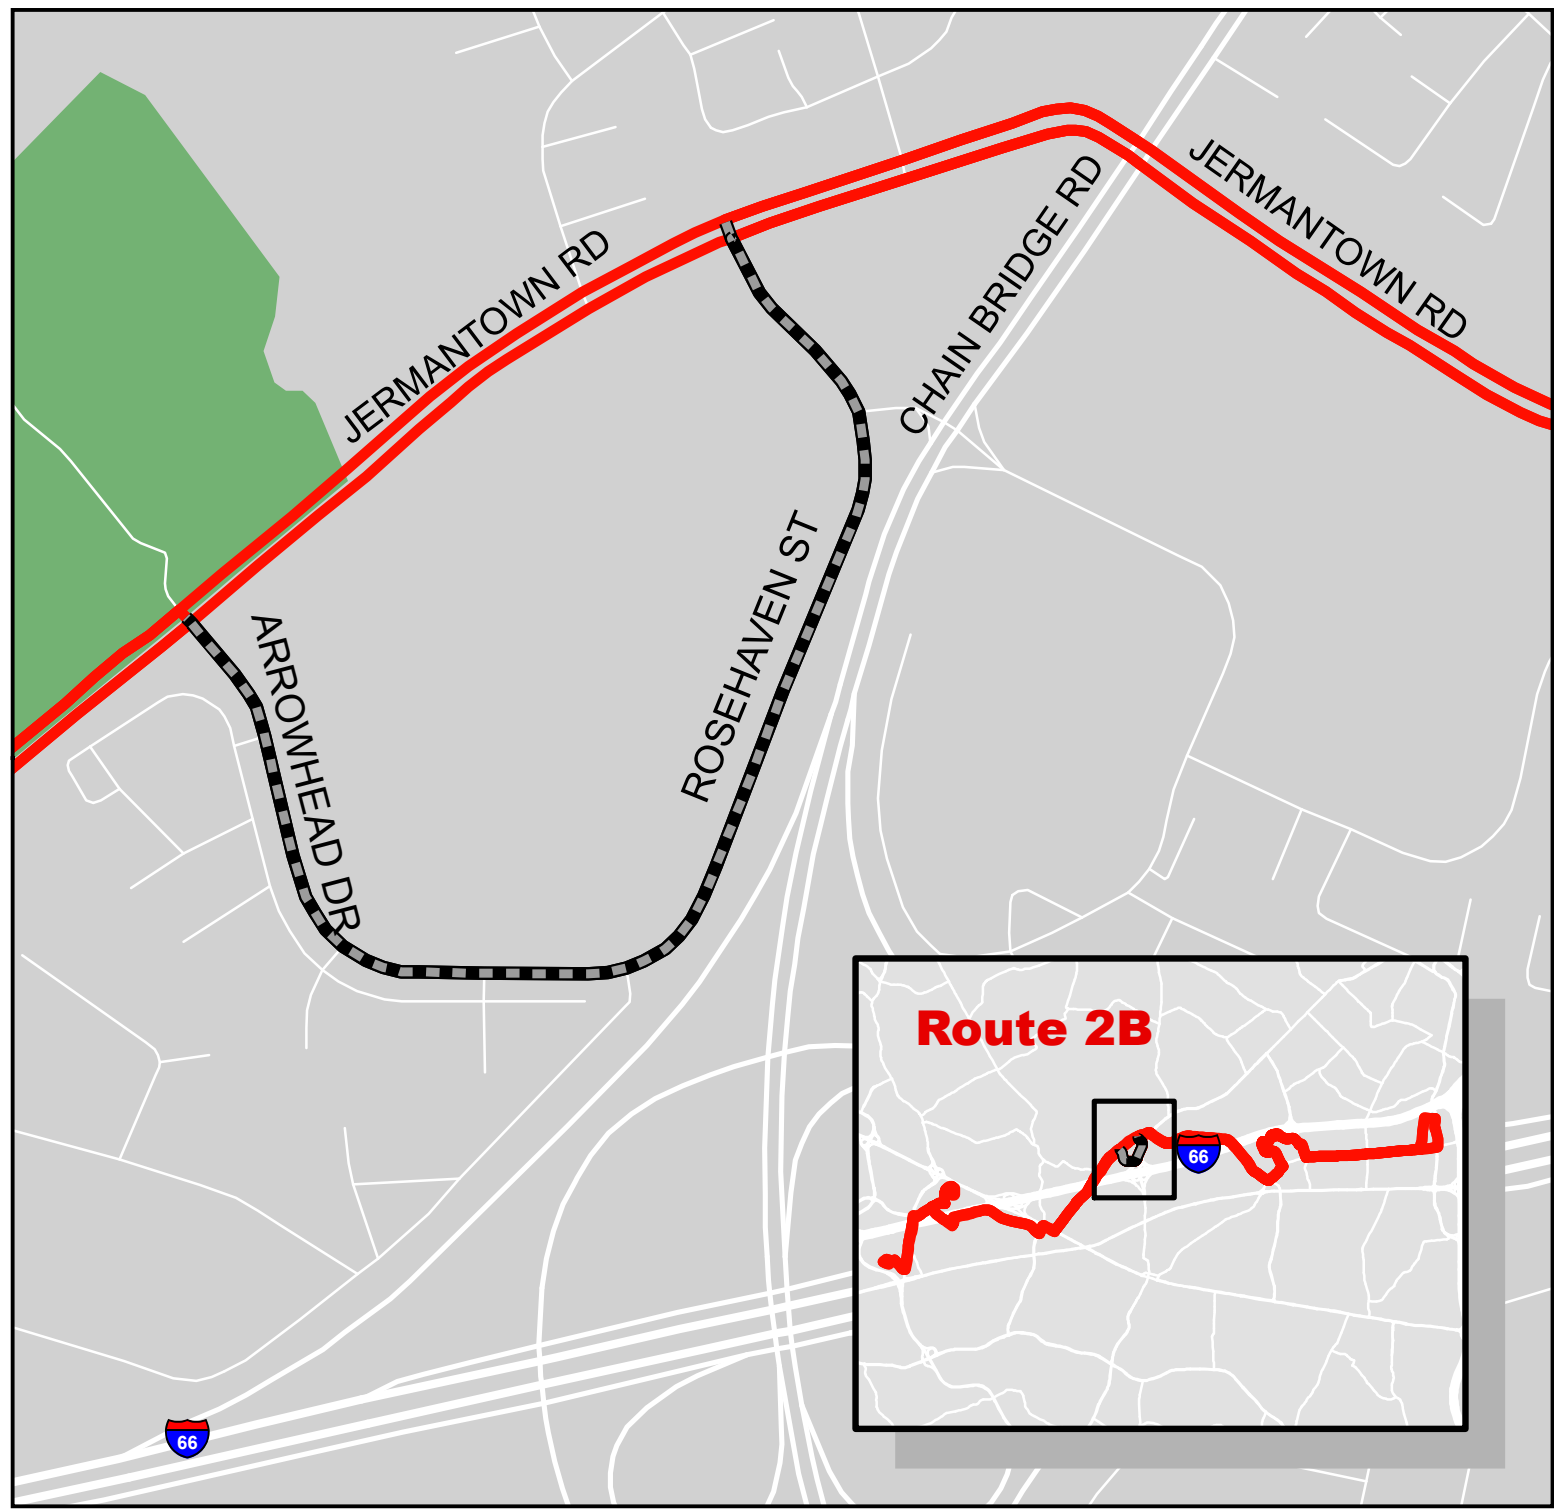 JERMANTOWN RD
CHAIN BRIDGE RD
JERMANTOWN RD
ROSEHAVEN ST
ARROWHEAD DR
Route 2B
66
66